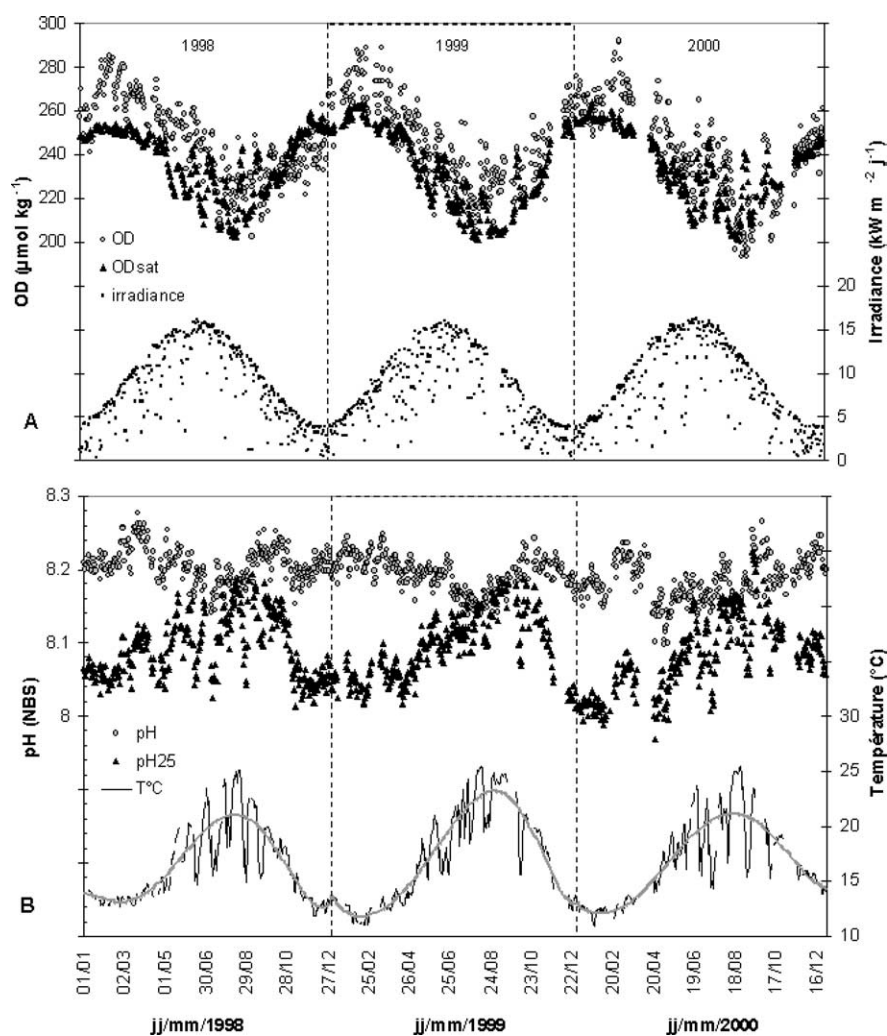 300
280
260
240
220
200
OD (µmol kg -1)
1998
1999
2000
OD
ODsat
irradiance
A
20
15
10
5
0
Irradiance (kW m -2 j-1)
8.3
8.2
8.1
8
pH (NBS)
pH
pH25
T°C
B
30
25
20
15
10
Température (°C)
01/01
02/03
01/05
30/06
29/08
28/10
27/12
25/02
26/04
25/06
24/08
23/10
22/12
20/02
20/04
19/06
18/08
17/10
16/12
jj/mm/1998
jj/mm/1999
jj/mm/2000